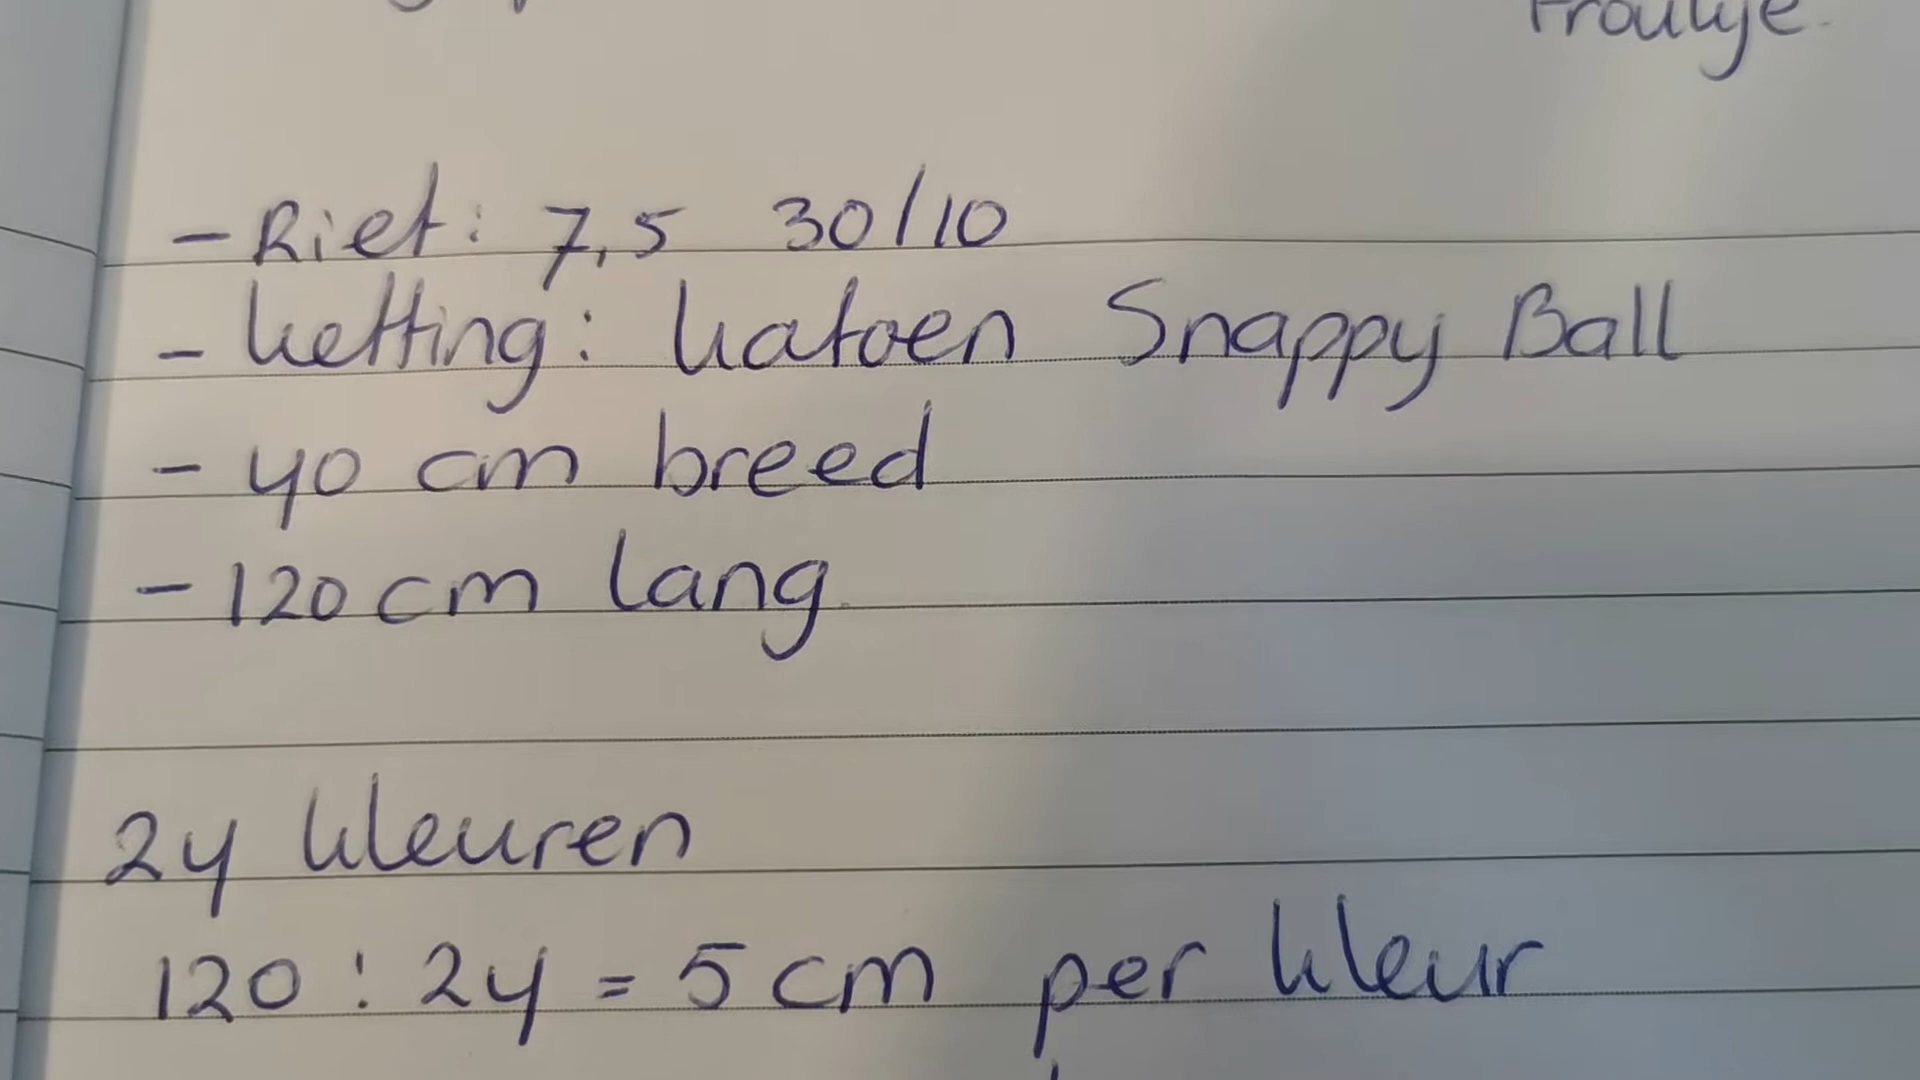 - Riet: 7,5 30/10
- ketting: katoen Snappy Ball
- 40 cm breed
- 120 cm lang
24 kleuren
120 : 24 = 5 cm per kleur